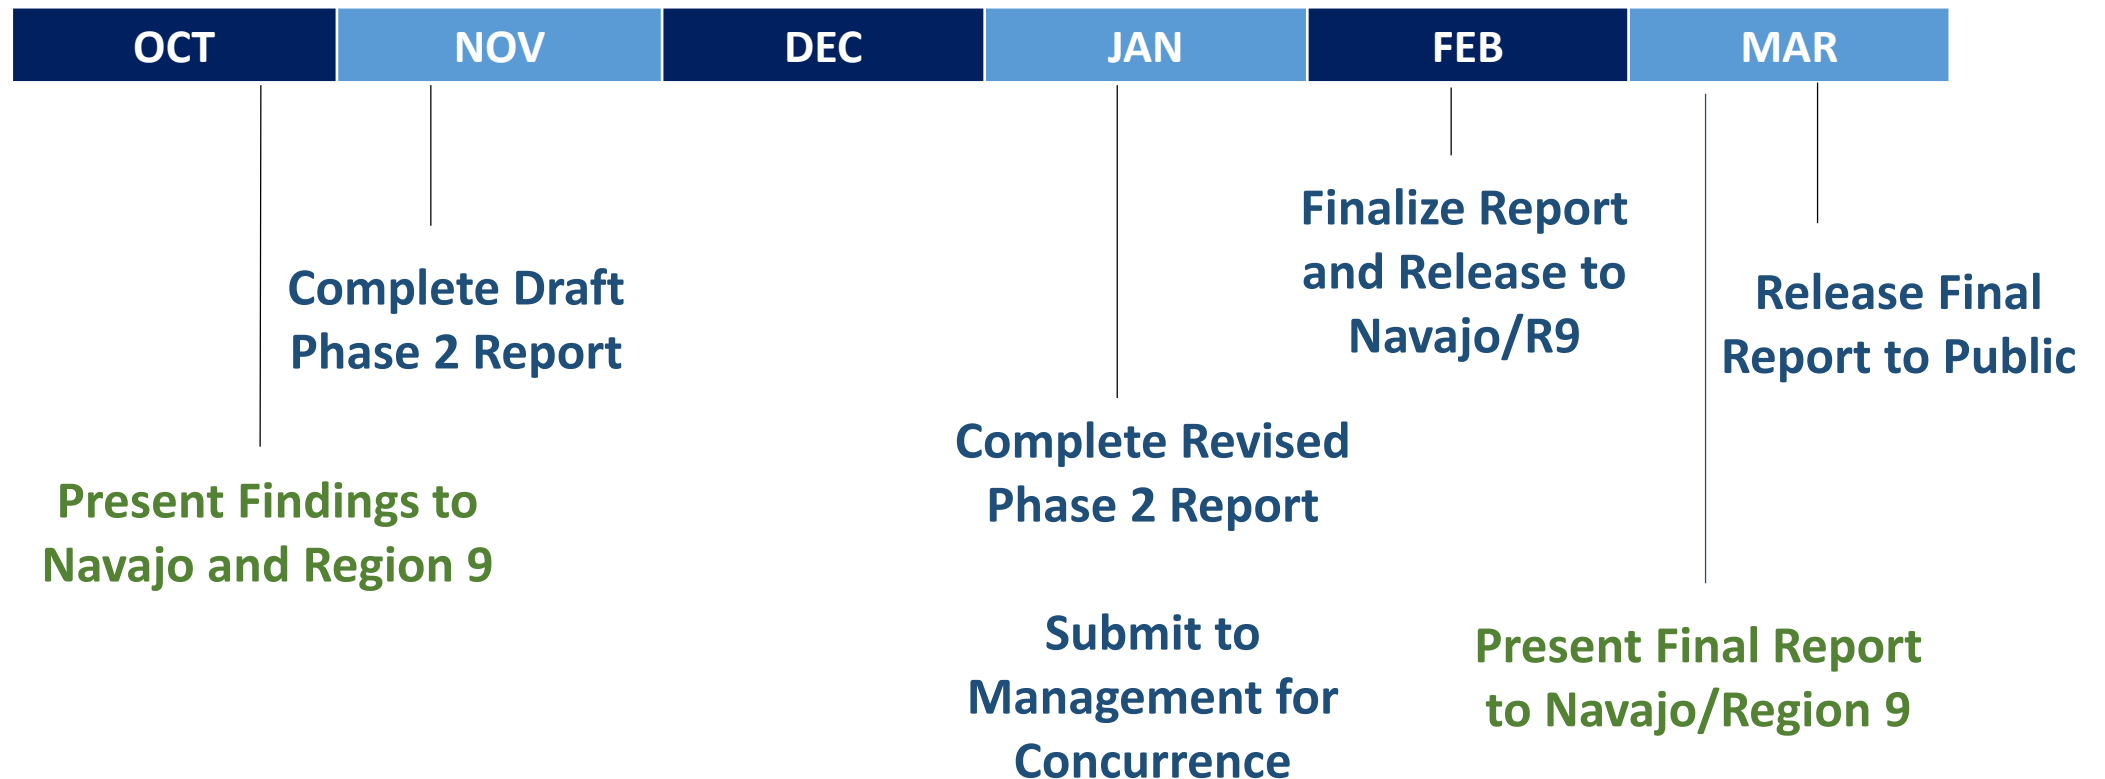 OCT
NOV
DEC
JAN
FEB
MAR
Present Findings to
Navajo and Region 9
Complete Draft
Phase 2 Report
Complete Revised
Phase 2 Report
Submit to
Management for
Concurrence
Finalize Report
and Release to
Navajo/R9
Present Final Report
to Navajo/Region 9
Release Final
Report to Public